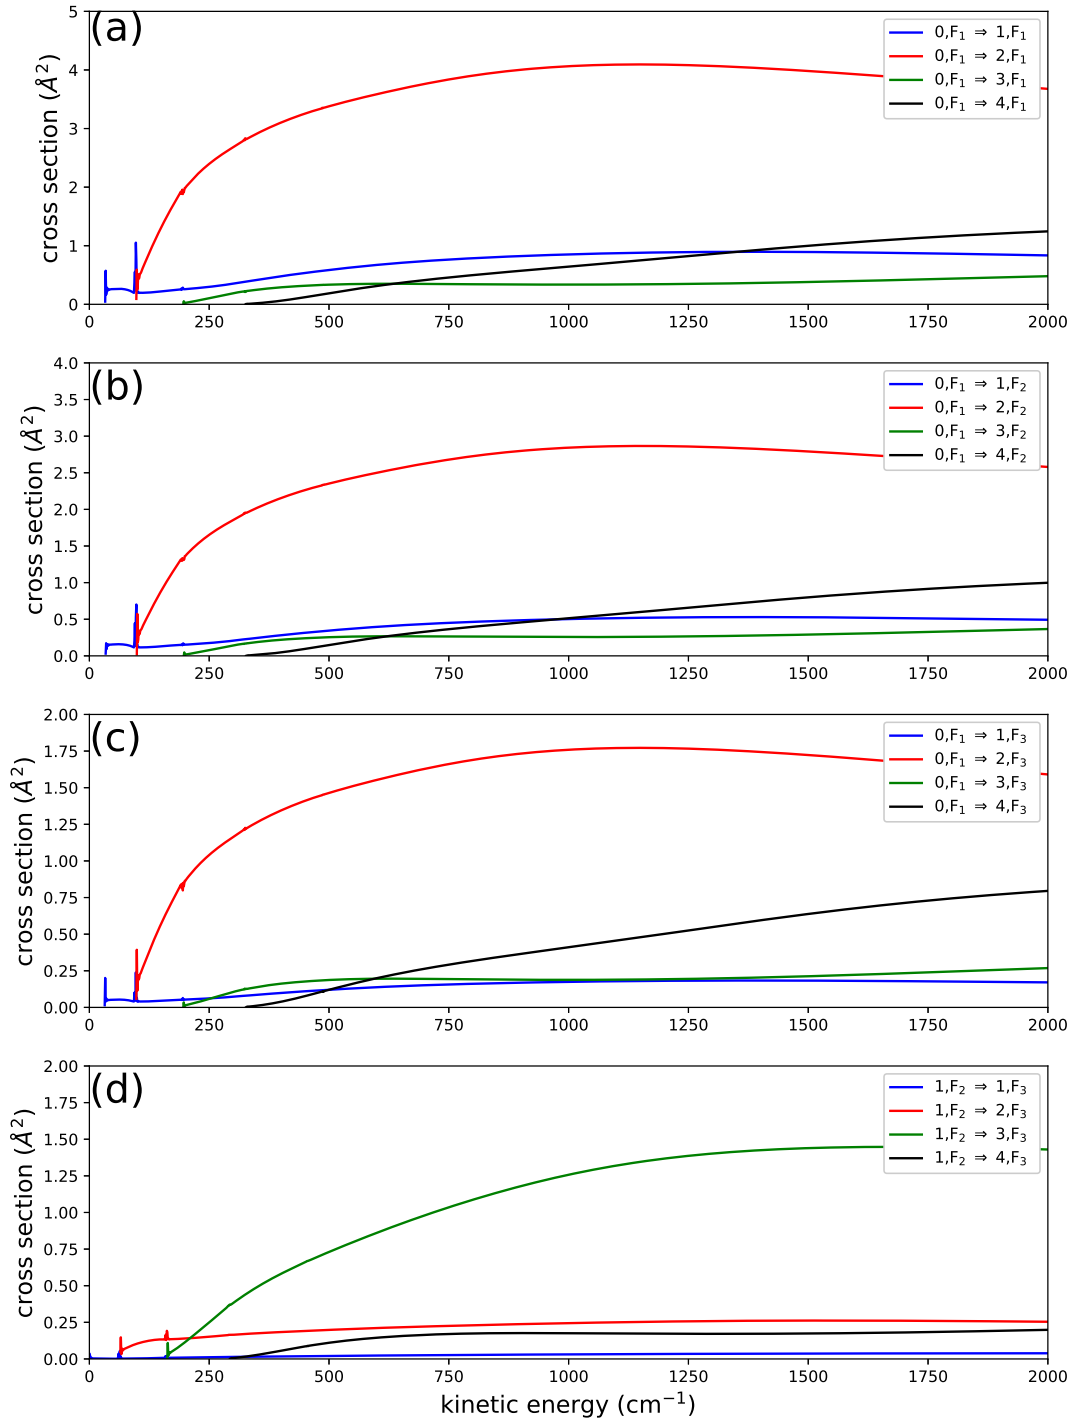 (a)
cross section (Å²)
5
4
3
2
1
0
0,F₁ ⇒ 1,F₁
0,F₁ ⇒ 2,F₁
0,F₁ ⇒ 3,F₁
0,F₁ ⇒ 4,F₁
0 250 500 750 1000 1250 1500 1750 2000
(b)
cross section (Å²)
4.0
3.5
3.0
2.5
2.0
1.5
1.0
0.5
0.0
0,F₁ ⇒ 1,F₂
0,F₁ ⇒ 2,F₂
0,F₁ ⇒ 3,F₂
0,F₁ ⇒ 4,F₂
0 250 500 750 1000 1250 1500 1750 2000
(c)
cross section (Å²)
2.00
1.75
1.50
1.25
1.00
0.75
0.50
0.25
0.00
0,F₁ ⇒ 1,F₃
0,F₁ ⇒ 2,F₃
0,F₁ ⇒ 3,F₃
0,F₁ ⇒ 4,F₃
0 250 500 750 1000 1250 1500 1750 2000
(d)
cross section (Å²)
2.00
1.75
1.50
1.25
1.00
0.75
0.50
0.25
0.00
1,F₂ ⇒ 1,F₃
1,F₂ ⇒ 2,F₃
1,F₂ ⇒ 3,F₃
1,F₂ ⇒ 4,F₃
0 250 500 750 1000 1250 1500 1750 2000
kinetic energy (cm⁻¹)